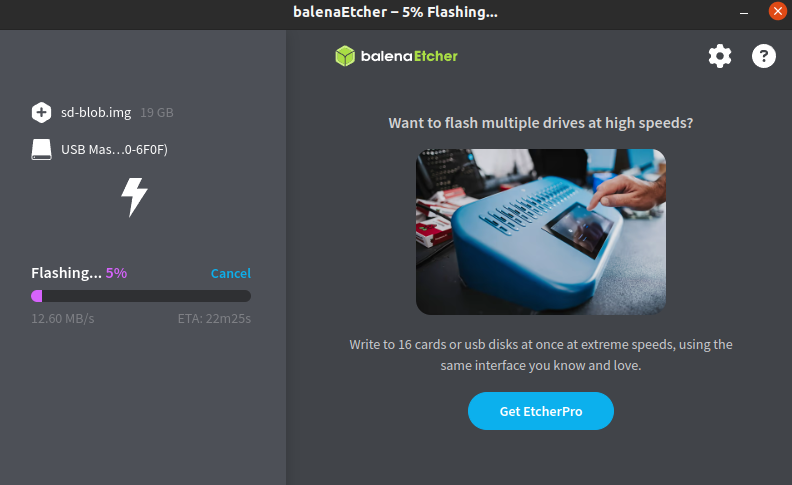 balenaEtcher – 5% Flashing...
balenaEtcher
?
sd-blob.img 19 GB
USB Mas…0-6F0F)
Flashing... 5% Cancel
12.60 MB/s ETA: 22m25s
Want to flash multiple drives at high speeds?
Write to 16 cards or usb disks at once at extreme speeds, using the
same interface you know and love.
Get EtcherPro